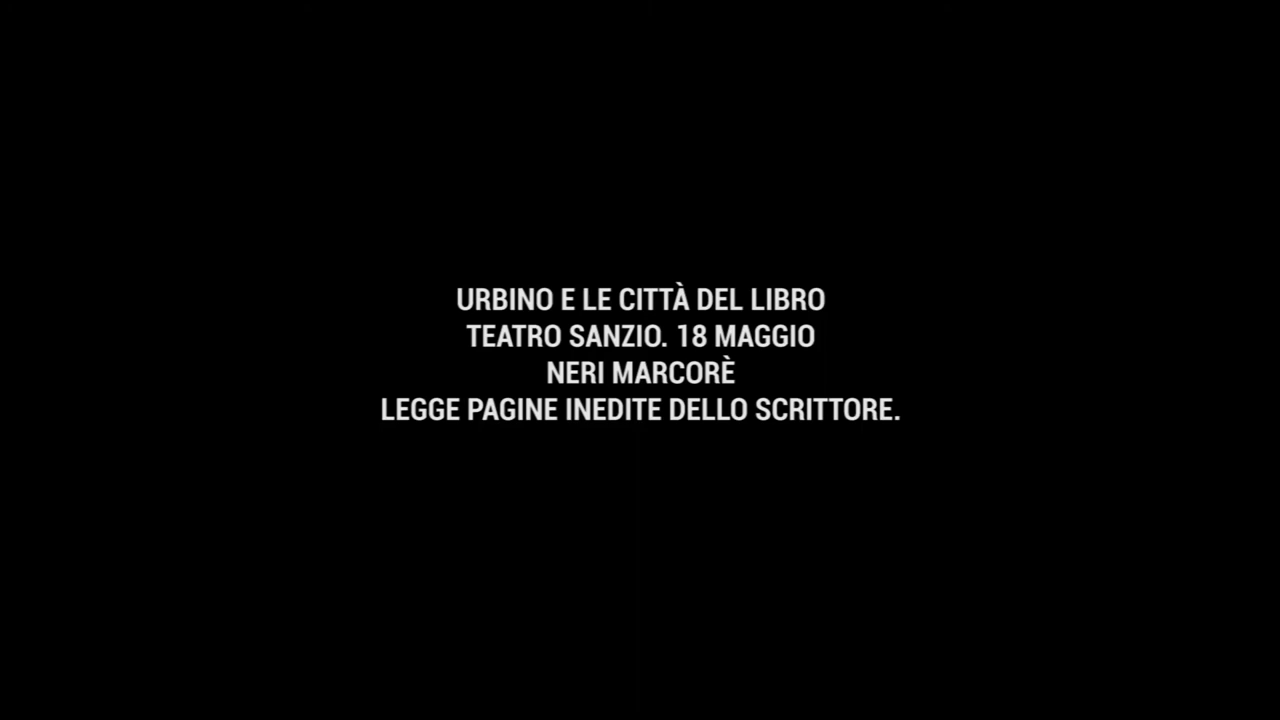 URBINO E LE CITTÀ DEL LIBRO
TEATRO SANZIO. 18 MAGGIO
NERI MARCORÈ
LEGGE PAGINE INEDITE DELLO SCRITTORE.